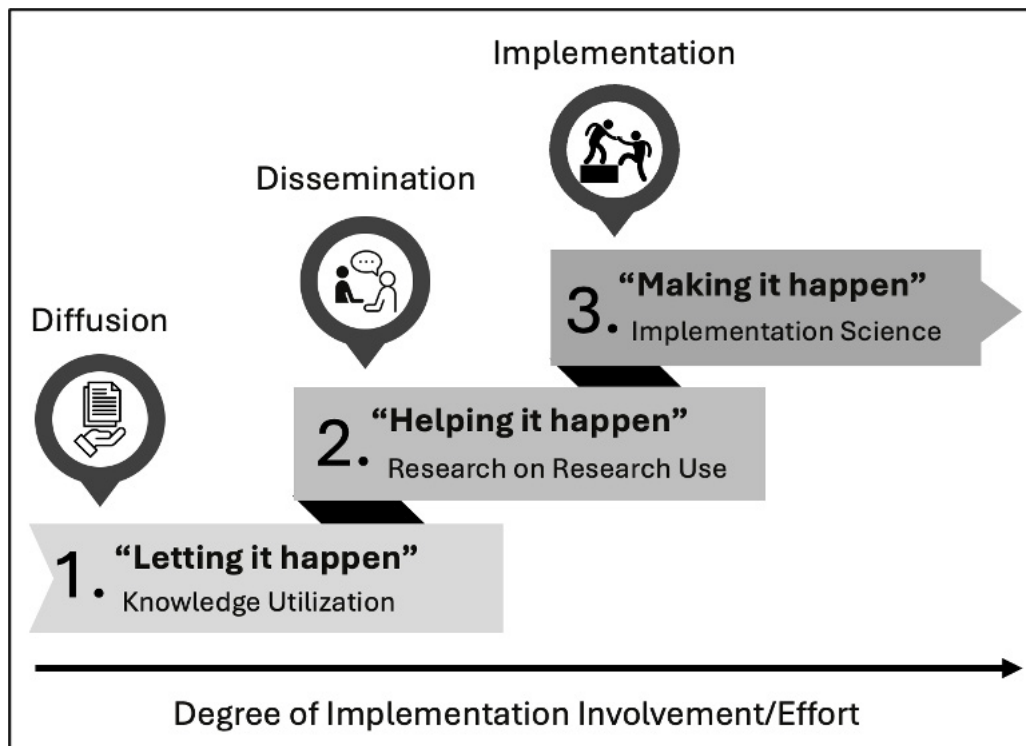 Implementation
Dissemination
Diffusion
3. “Making it happen”
Implementation Science
2. “Helping it happen”
Research on Research Use
1. “Letting it happen”
Knowledge Utilization
Degree of Implementation Involvement/Effort